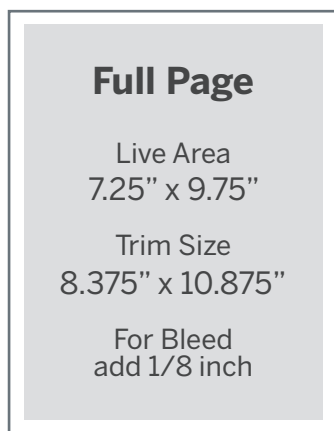 Full Page
Live Area
7.25” x 9.75”
Trim Size
8.375” x 10.875”
For Bleed
add 1/8 inch